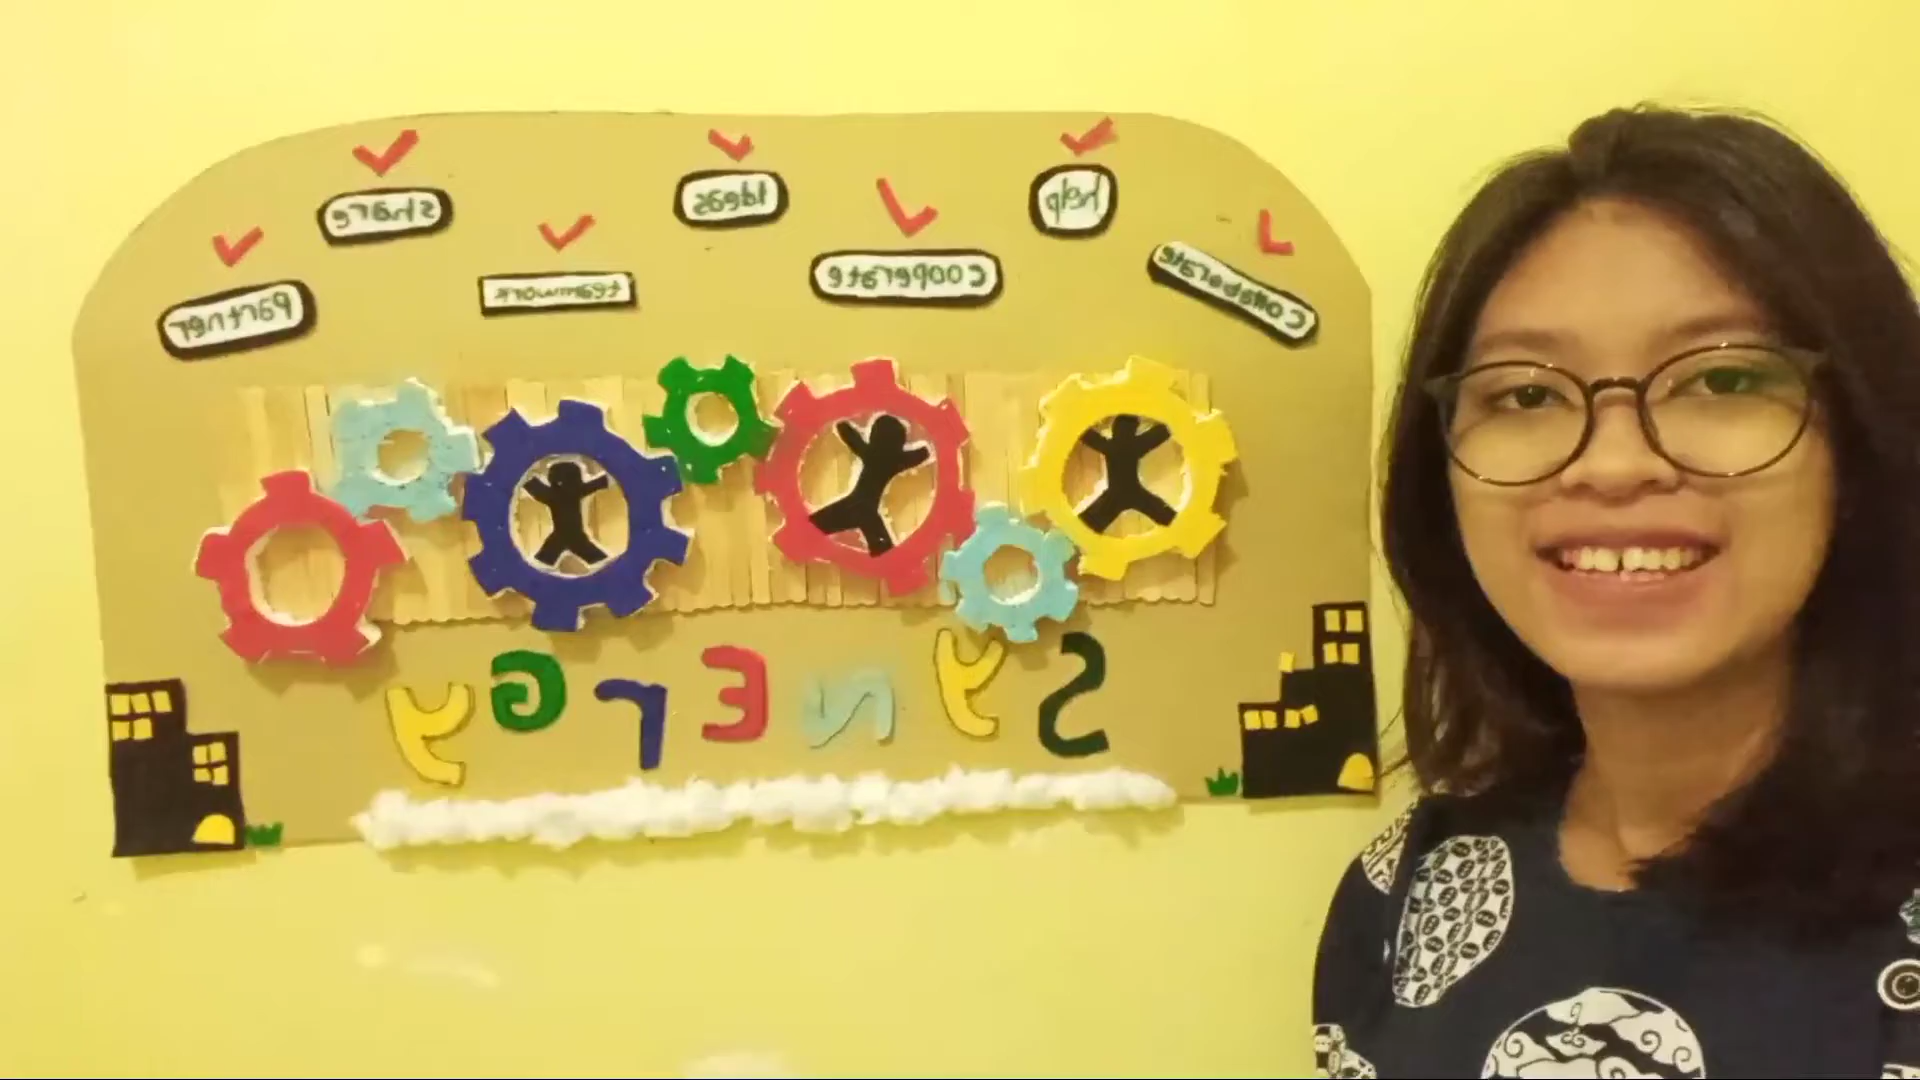 share
Ideas
help
partner
teamwork
cooperate
collaborate
SynErGy